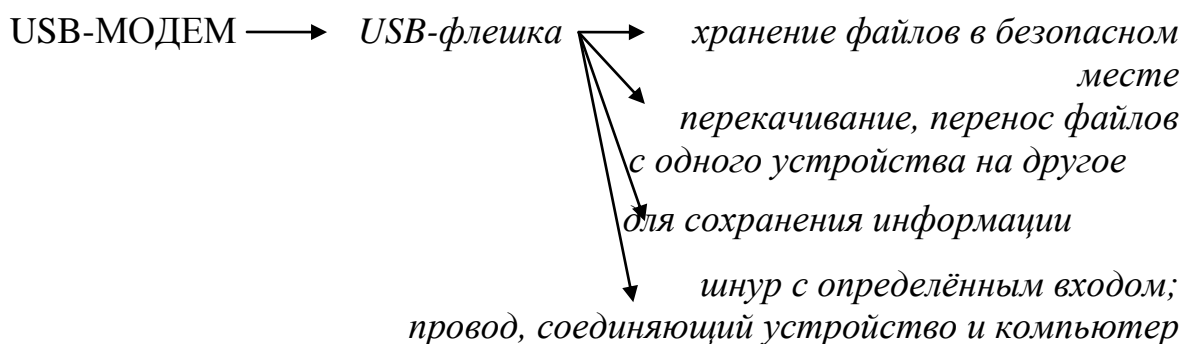 USB-МОДЕМ USB-флешка хранение файлов в безопасном
месте
перекачивание, перенос файлов
с одного устройства на другое
для сохранения информации
шнур с определённым входом;
провод, соединяющий устройство и компьютер